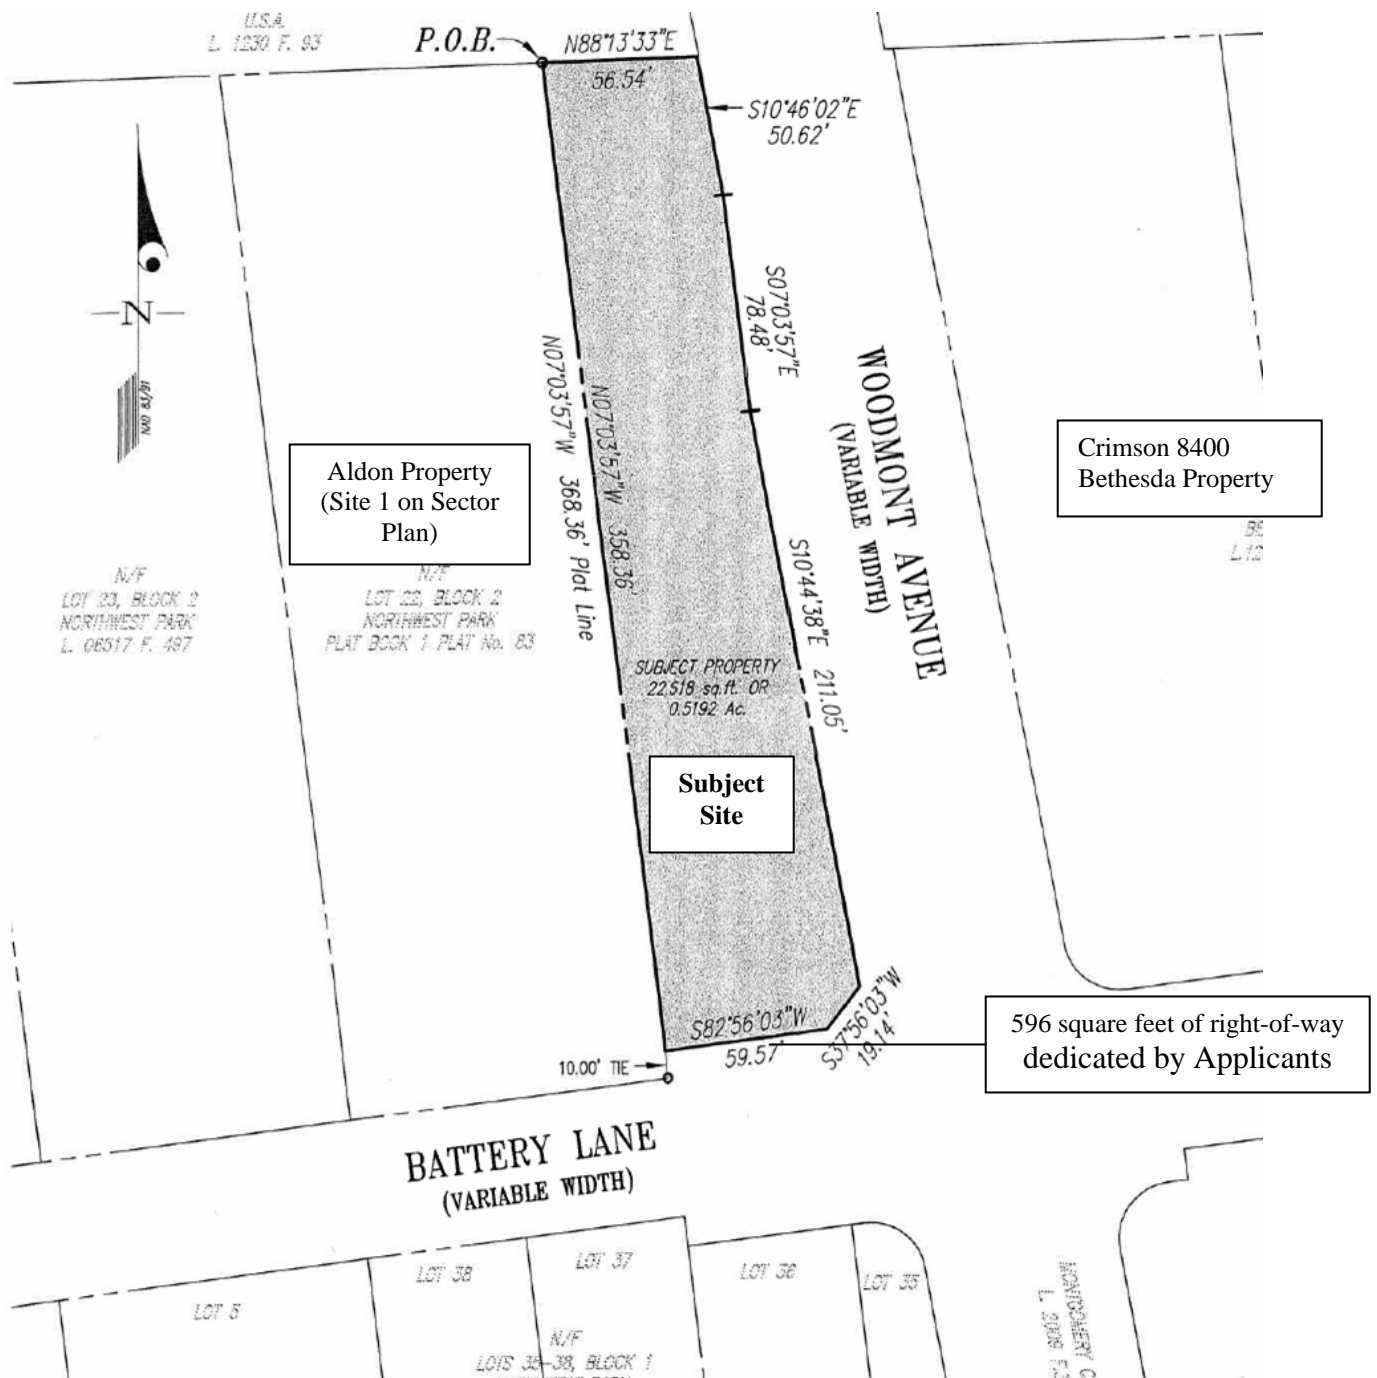 U.S.A.
L. 1230 F. 93
P.O.B.
N88°13'33"E
56.54'
S10°46'02"E
50.62'
N
NAD 83/91
S07°03'57"E
78.48'
N07°03'57"W 368.36' Plat Line
N07°03'57"W 358.36'
WOODMONT AVENUE
(VARIABLE WIDTH)
Aldon Property
(Site 1 on Sector
Plan)
Crimson 8400
Bethesda Property
N/F
LOT 23, BLOCK 2
NORTHWEST PARK
L. 06517 F. 497
N/F
LOT 22, BLOCK 2
NORTHWEST PARK
PLAT BOOK 1 PLAT No. 83
S10°44'38"E 211.05'
SUBJECT PROPERTY
22,518 sq.ft. OR
0.5192 Ac.
Subject
Site
S82°56'03"W
59.57'
S37°56'03"W
19.14'
10.00' TIE
596 square feet of right-of-way
dedicated by Applicants
BATTERY LANE
(VARIABLE WIDTH)
LOT 5
LOT 38
LOT 37
LOT 36
LOT 35
N/F
LOTS 35-38, BLOCK 1
MONTGOMERY C